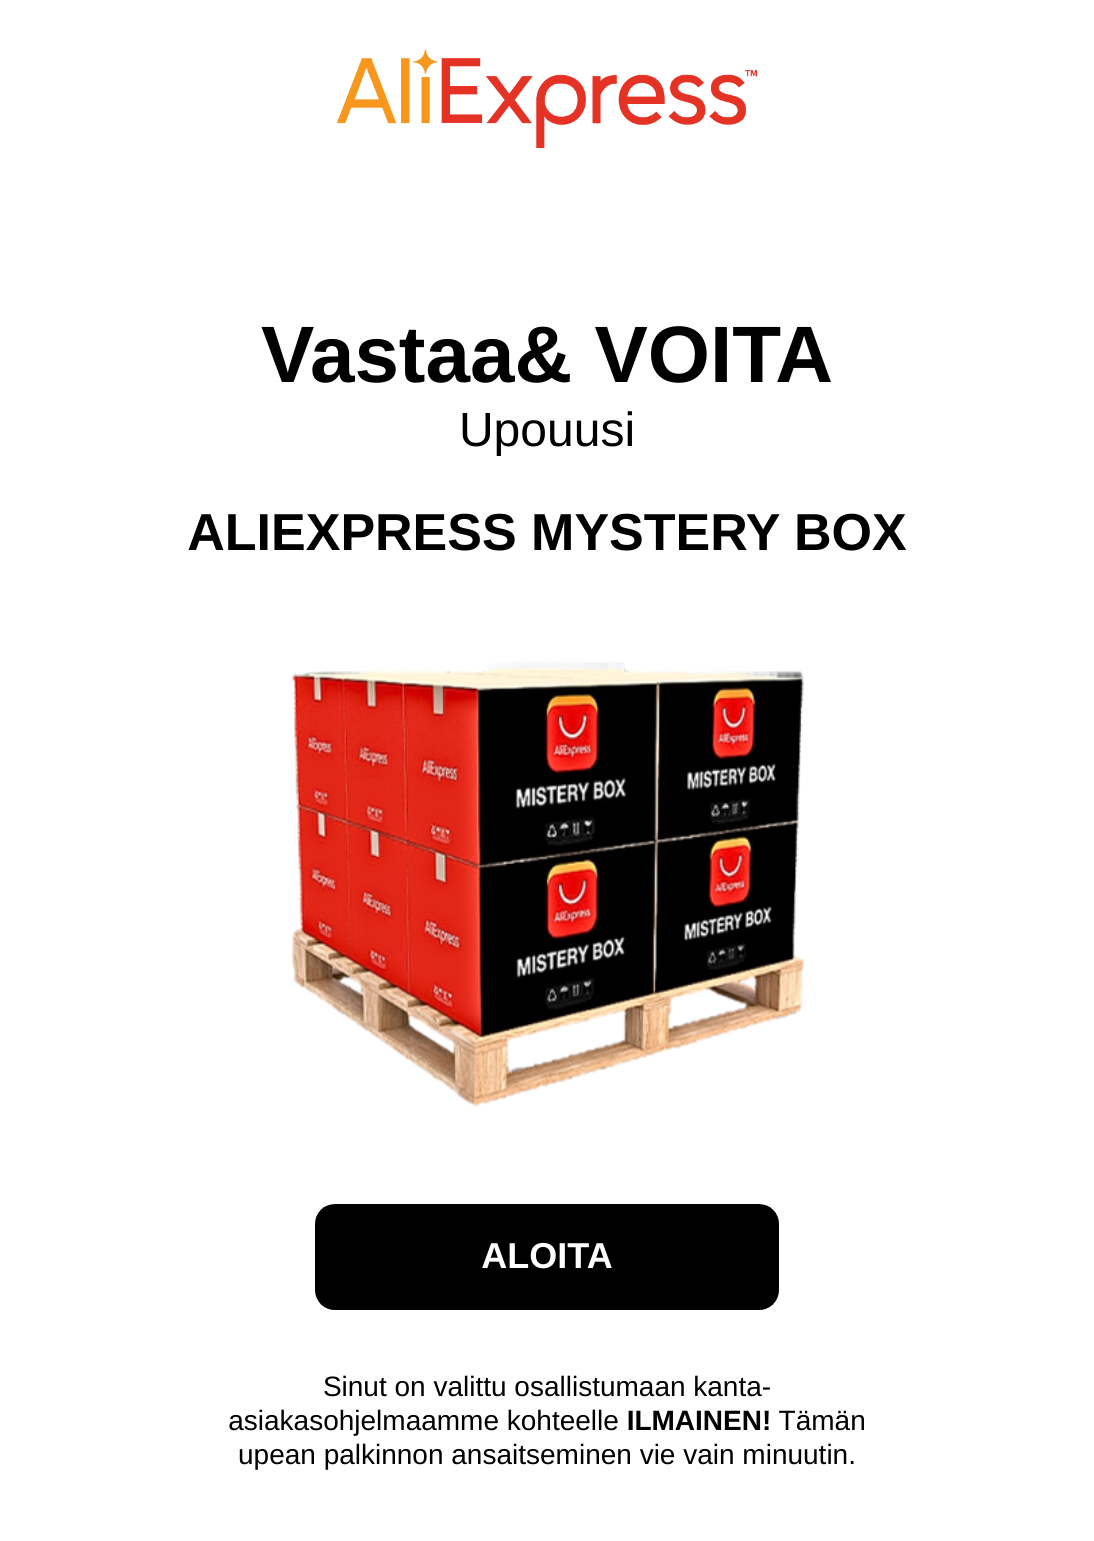 AliExpress™
Vastaa& VOITA
Upouusi
ALIEXPRESS MYSTERY BOX
AliExpress
AliExpress
AliExpress
AliExpress
MISTERY BOX
AliExpress
MISTERY BOX
AliExpress
AliExpress
AliExpress
AliExpress
MISTERY BOX
AliExpress
MISTERY BOX
ALOITA
Sinut on valittu osallistumaan kanta-
asiakasohjelmaamme kohteelle ILMAINEN! Tämän
upean palkinnon ansaitseminen vie vain minuutin.